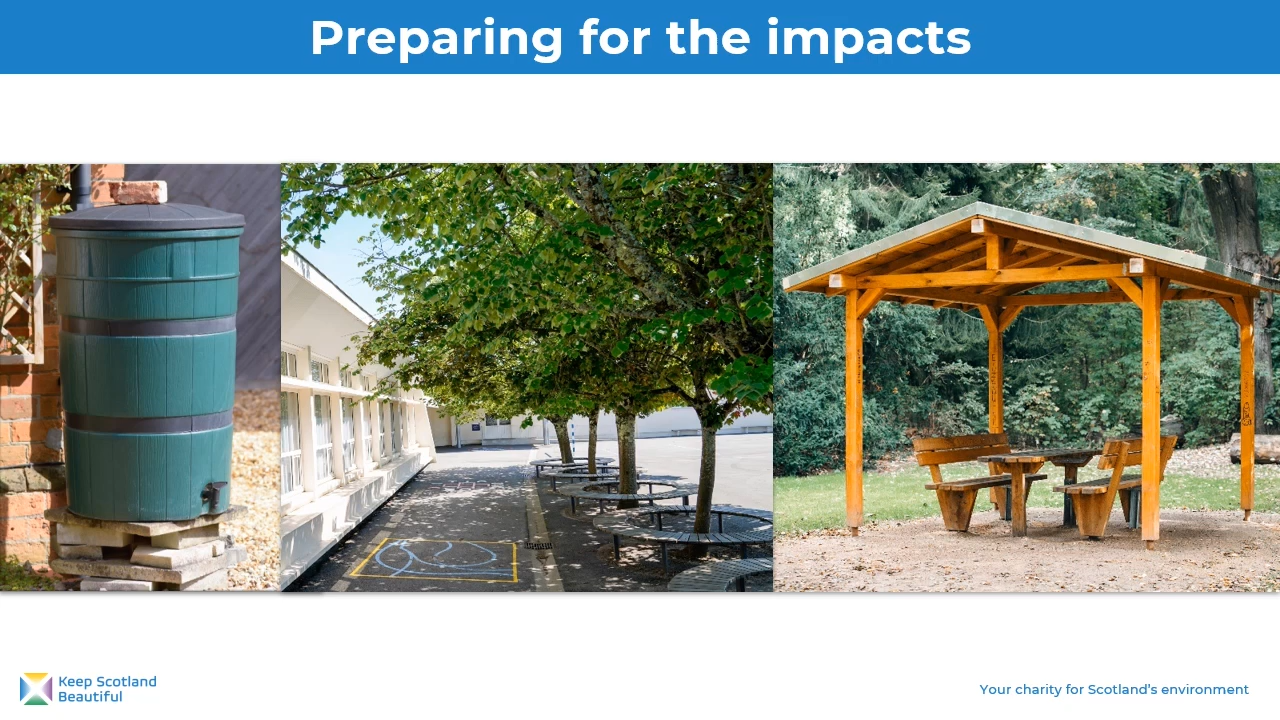 Preparing for the impacts
Keep Scotland
Beautiful
Your charity for Scotland's environment